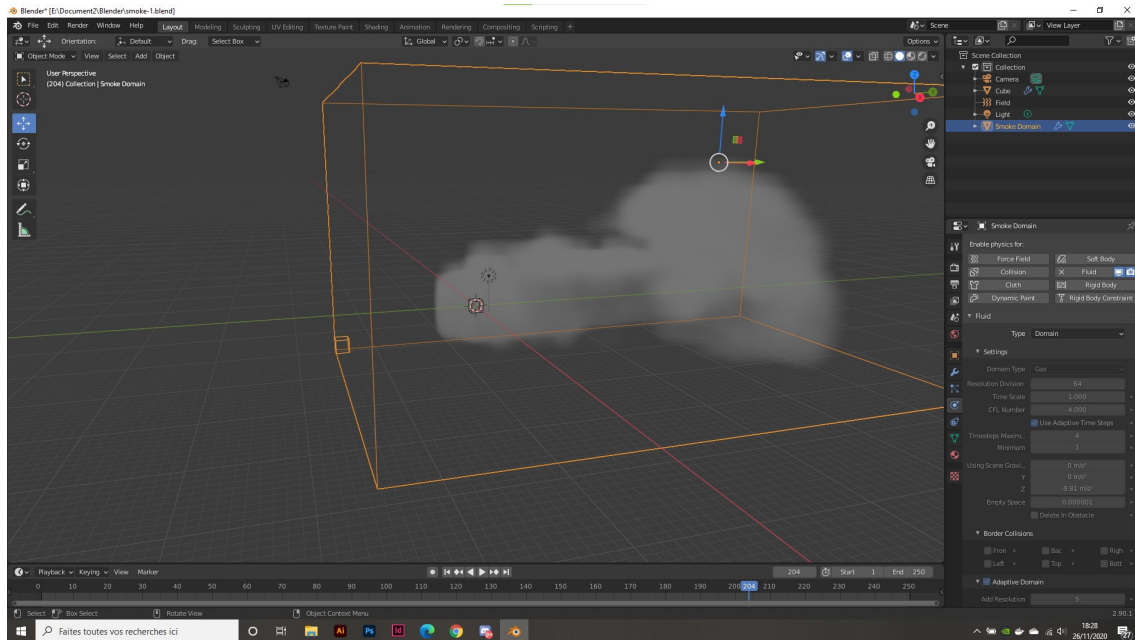 Blender* [E:\Document2\Blender\smoke-1.blend]
File Edit Render Window Help Layout Modeling Sculpting UV Editing Texture Paint Shading Animation Rendering Compositing Scripting + Scene View Layer
Orientation: Default Drag: Select Box Global Options
Object Mode View Select Add Object
User Perspective
(204) Collection | Smoke Domain
Scene Collection
Collection
Camera
Cube
Field
Light
Smoke Domain
Smoke Domain
Enable physics for:
Force Field Soft Body
Collision Fluid
Cloth Rigid Body
Dynamic Paint Rigid Body Constraint
Fluid
Type Domain
Settings
Domain Type Gas
Resolution Division 64
Time Scale 1.000
CFL Number 4.000
Use Adaptive Time Steps
Timesteps Maxim... 4
Minimum 1
Using Scene Gravi... 0 m/s²
Y 0 m/s²
Z -9.81 m/s²
Empty Space 0.000001
Delete In Obstacle
Border Collisions
Fron Bac Righ
Left Top Bott
Adaptive Domain
Add Resolution 5
Playback Keying View Marker 204 Start 1 End 250
0 10 20 30 40 50 60 70 80 90 100 110 120 130 140 150 160 170 180 190 200 204 210 220 230 240 250
Select Box Select Rotate View Object Context Menu 2.90.1
Faites toutes vos recherches ici
Ai Ps Id
18:28
26/11/2020